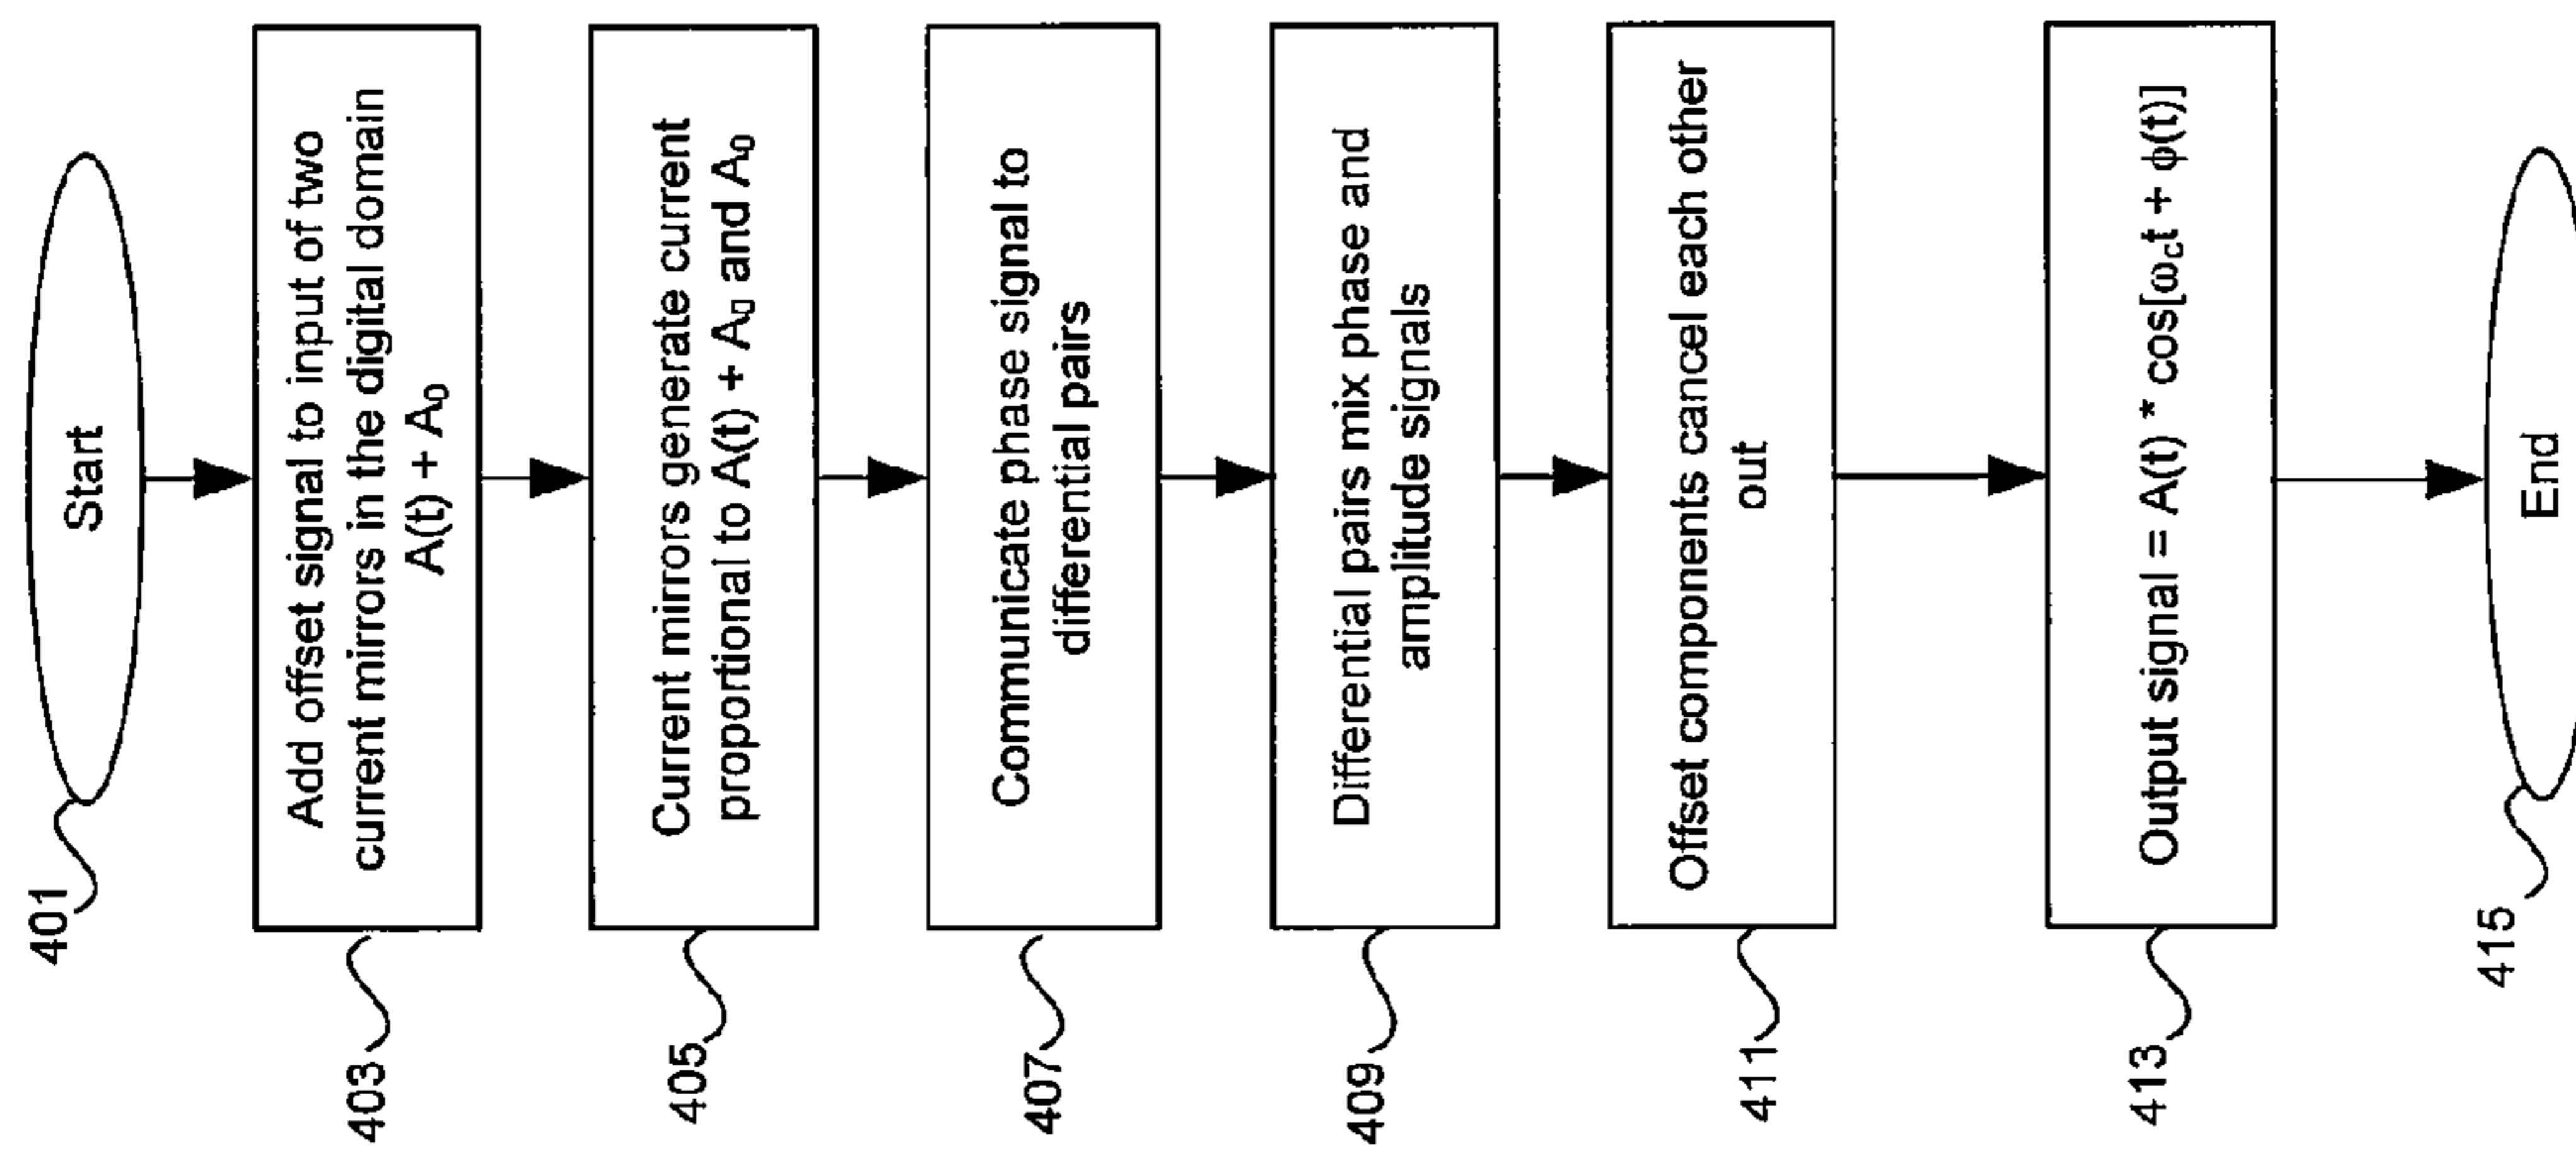 401
Start
403
Add offset signal to input of two
current mirrors in the digital domain
A(t) + A₀
405
Current mirrors generate current
proportional to A(t) + A₀ and A₀
407
Communicate phase signal to
differential pairs
409
Differential pairs mix phase and
amplitude signals
411
Offset components cancel each other
out
413
Output signal = A(t) * cos[ω_ct + ϕ(t)]
415
End